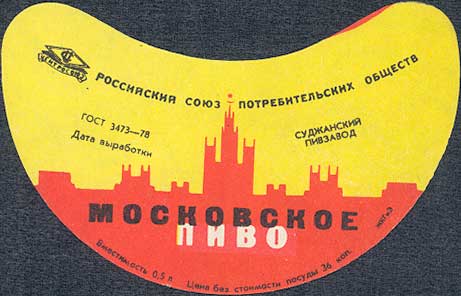 ЦЕНТРОСОЮЗ
РОССИЙСКИЙ СОЮЗ ПОТРЕБИТЕЛЬСКИХ ОБЩЕСТВ
ГОСТ 3473—78
Дата выработки
СУДЖАНСКИЙ
ПИВЗАВОД
МОСКОВСКОЕ
ПИВО
Вместимость 0,5 л Цена без стоимости посуды 36 коп.